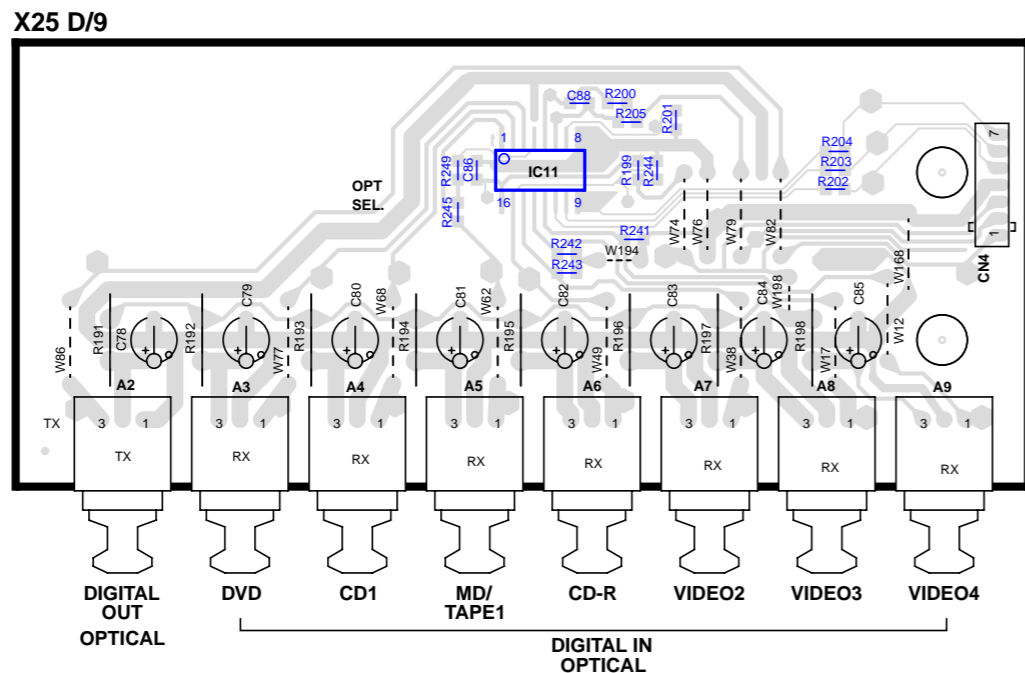 X25 D/9
C88
R200
R205
R201
1
8
R249
C86
IC11
R199
R244
R204
R203
R202
7
OPT
SEL.
R245
16
9
R241
R242
W194
R243
W74
W76
W79
W82
W168
1
CN4
W86
R191
C78
R192
C79
W77
R193
C80
W68
R194
C81
W62
R195
C82
W49
R196
C83
R197
W38
C84
W198
R198
W17
C85
W12
A2
A3
A4
A5
A6
A7
A8
A9
TX
3 1
3 1
3 1
3 1
3 1
3 1
3 1
3 1
TX
RX
RX
RX
RX
RX
RX
RX
DIGITAL
OUT
OPTICAL
DVD
CD1
MD/
TAPE1
CD-R
VIDEO2
VIDEO3
VIDEO4
DIGITAL IN
OPTICAL